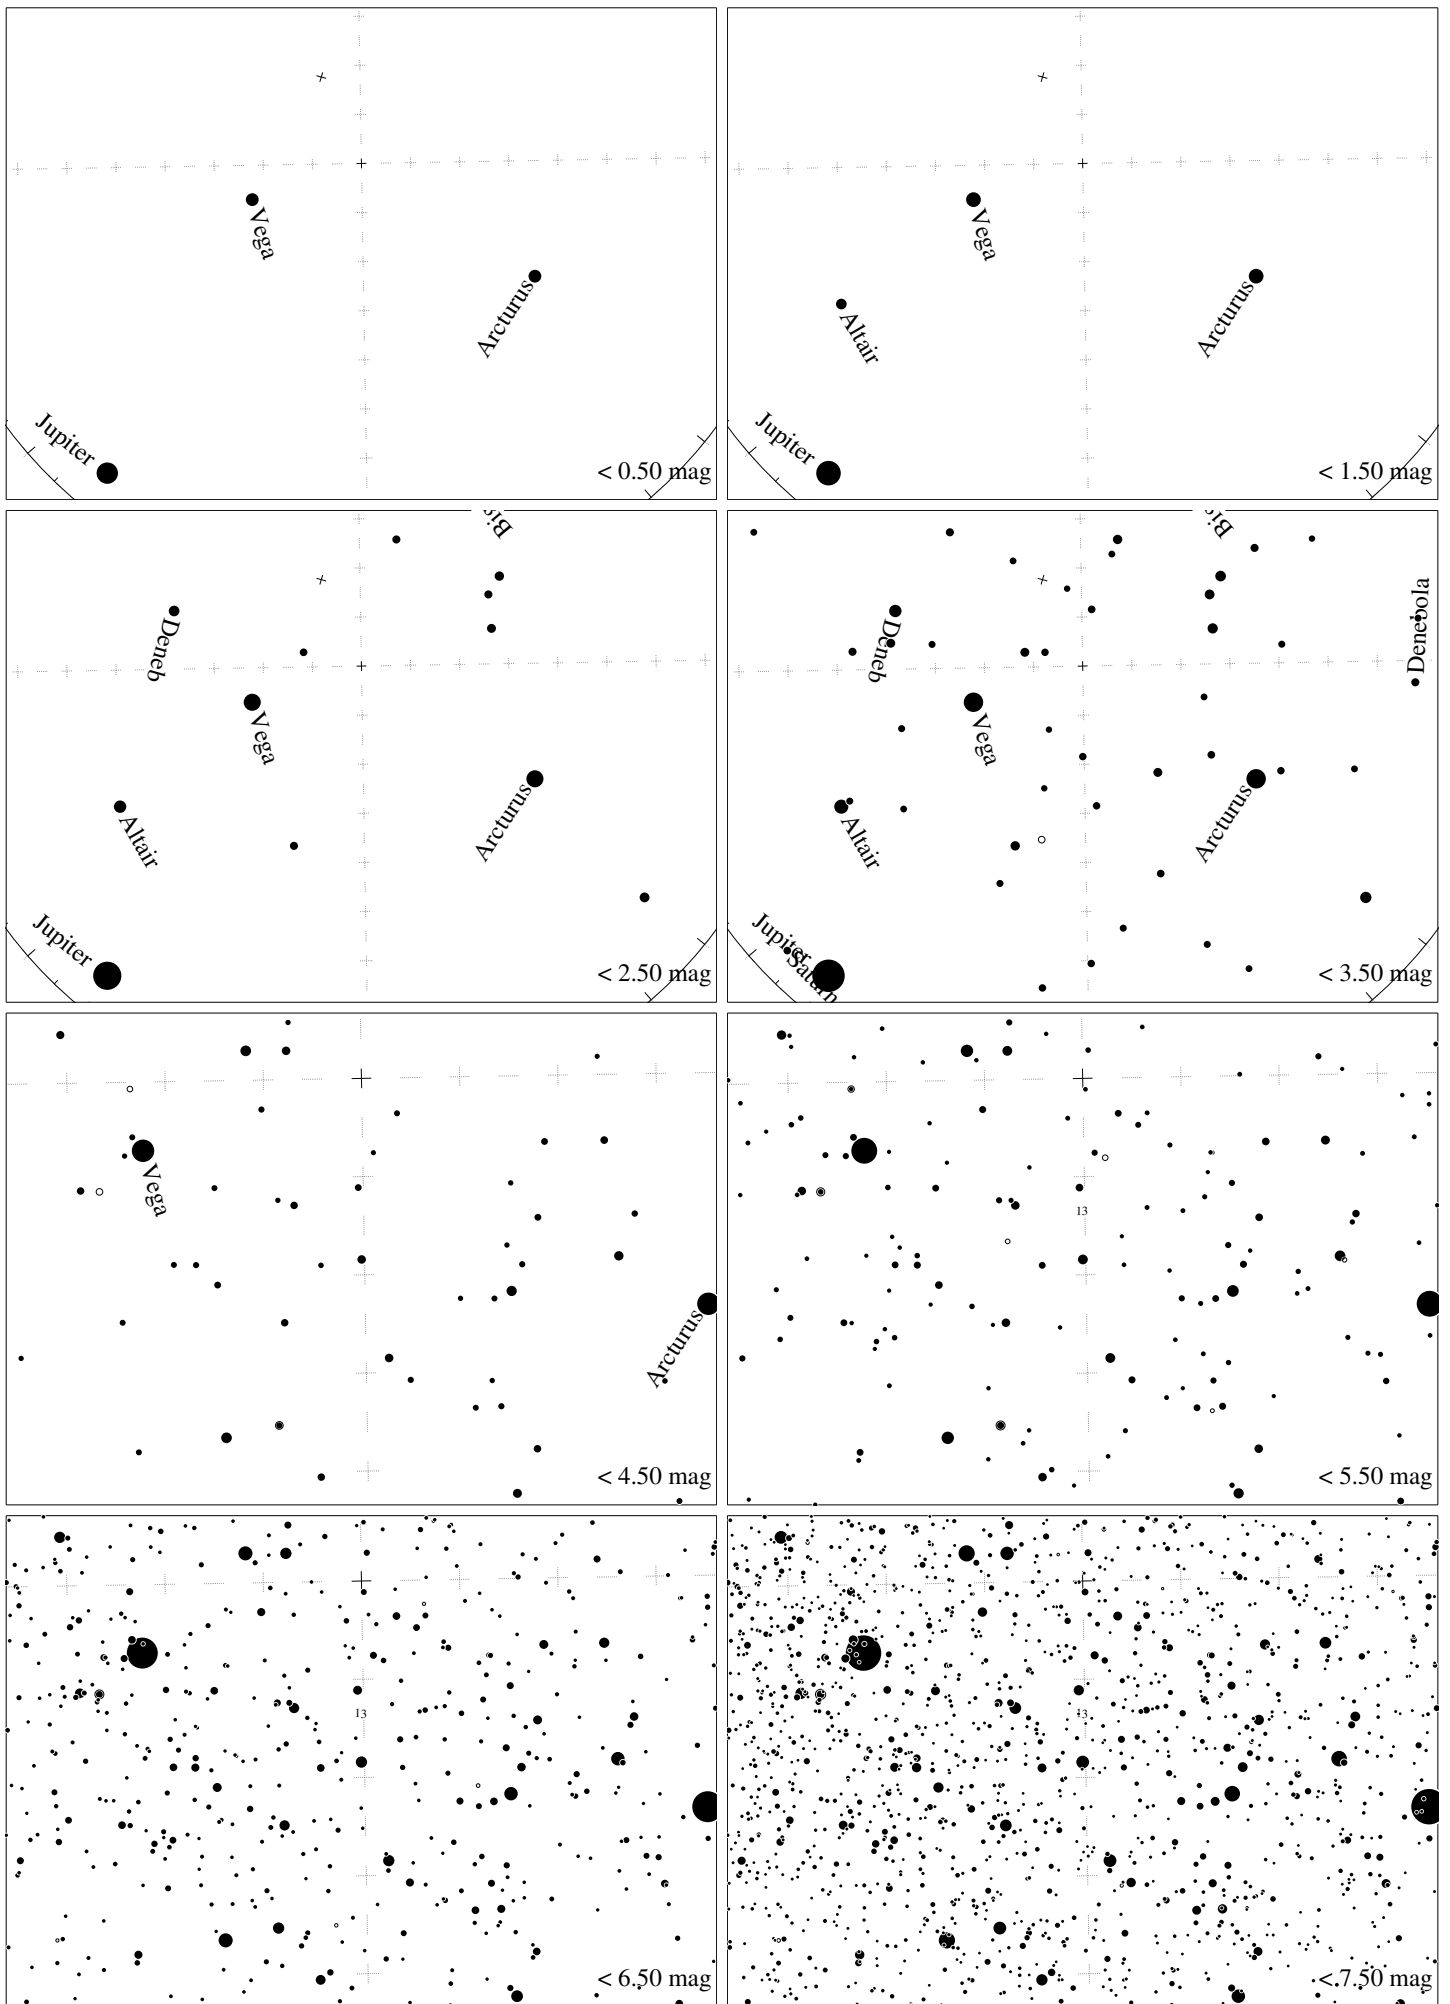 Vega
Arcturus
Jupiter
< 0.50 mag
Vega
Altair
Arcturus
Jupiter
< 1.50 mag
Deneb
Vega
Altair
Arcturus
Jupiter
< 2.50 mag
Deneb
Denebola
Vega
Altair
Arcturus
Jupiter
Saturn
< 3.50 mag
Vega
Arcturus
< 4.50 mag
13
< 5.50 mag
13
< 6.50 mag
13
< 7.50 mag